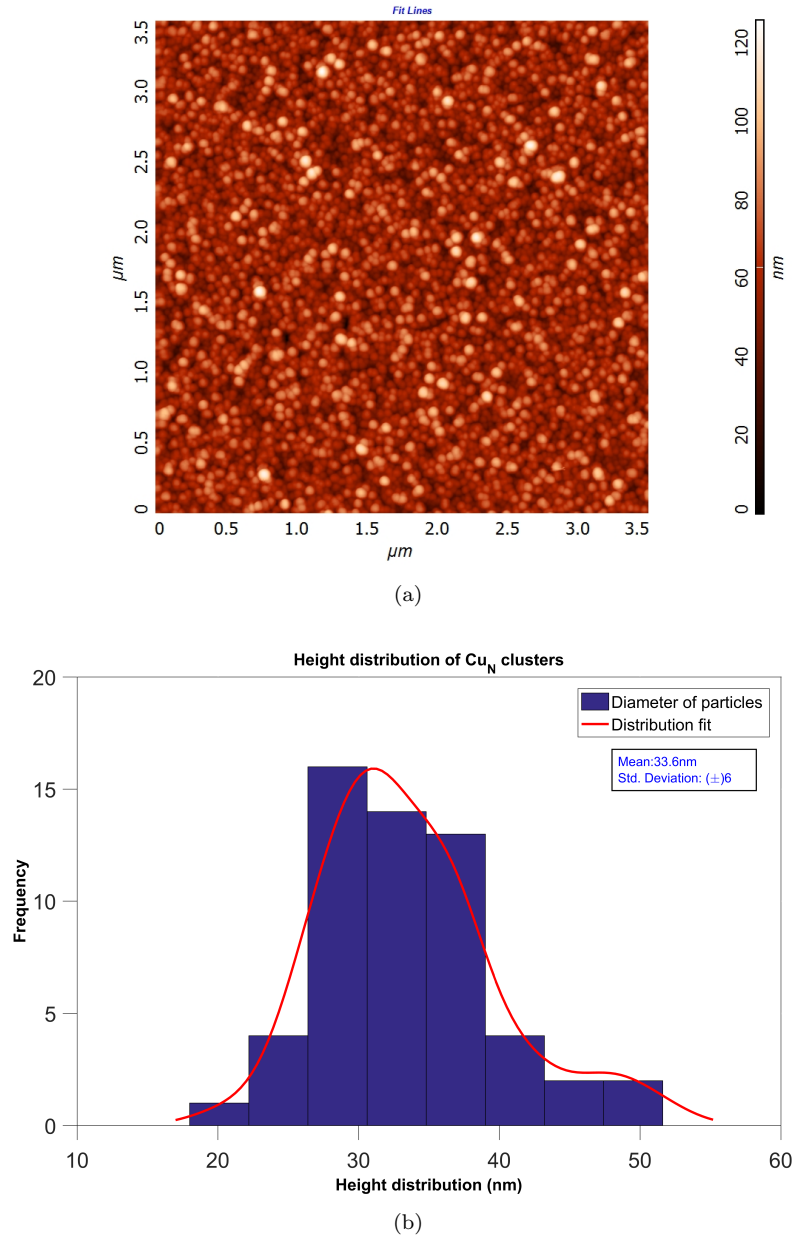 Fit Lines
3.5
3.0
2.5
2.0
1.5
1.0
0.5
0
μm
0 0.5 1.0 1.5 2.0 2.5 3.0 3.5
μm
120
100
80
60
40
20
0
nm
(a)
Height distribution of CuN clusters
20
15
10
5
0
Frequency
Diameter of particles
Distribution fit
Mean:33.6nm
Std. Deviation: (±)6
10 20 30 40 50 60
Height distribution (nm)
(b)